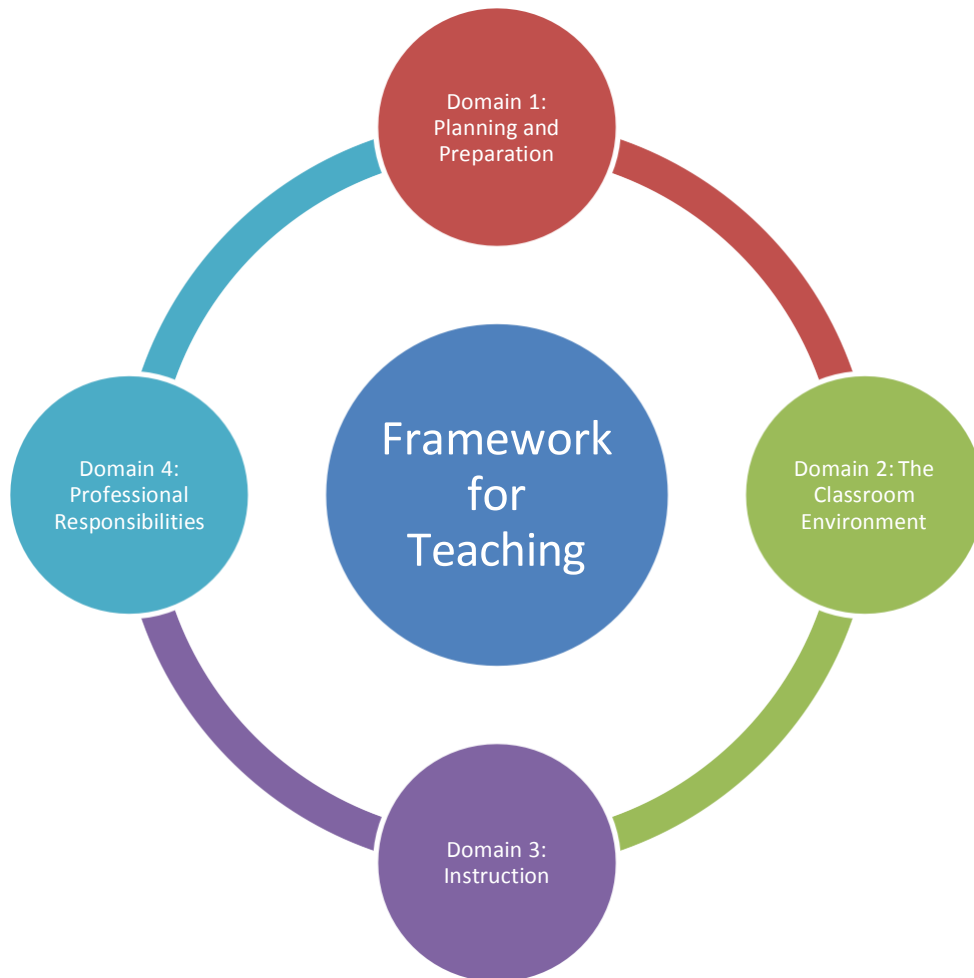 Domain 1:
Planning and
Preparation
Framework
for
Teaching
Domain 4:
Professional
Responsibilities
Domain 2: The
Classroom
Environment
Domain 3:
Instruction